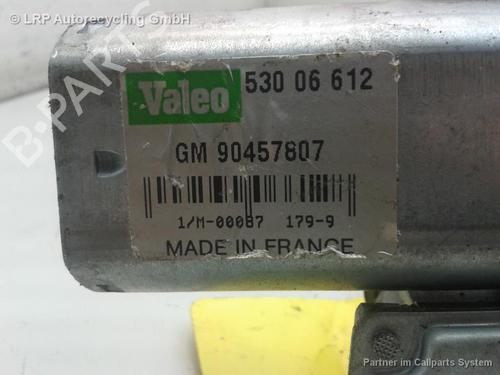 © LRP Autorecycling GmbH
B-PARTS
Valeo 530 06 612
GM 90457807
1/M-00087 179-9
MADE IN FRANCE
Partner im Callparts System